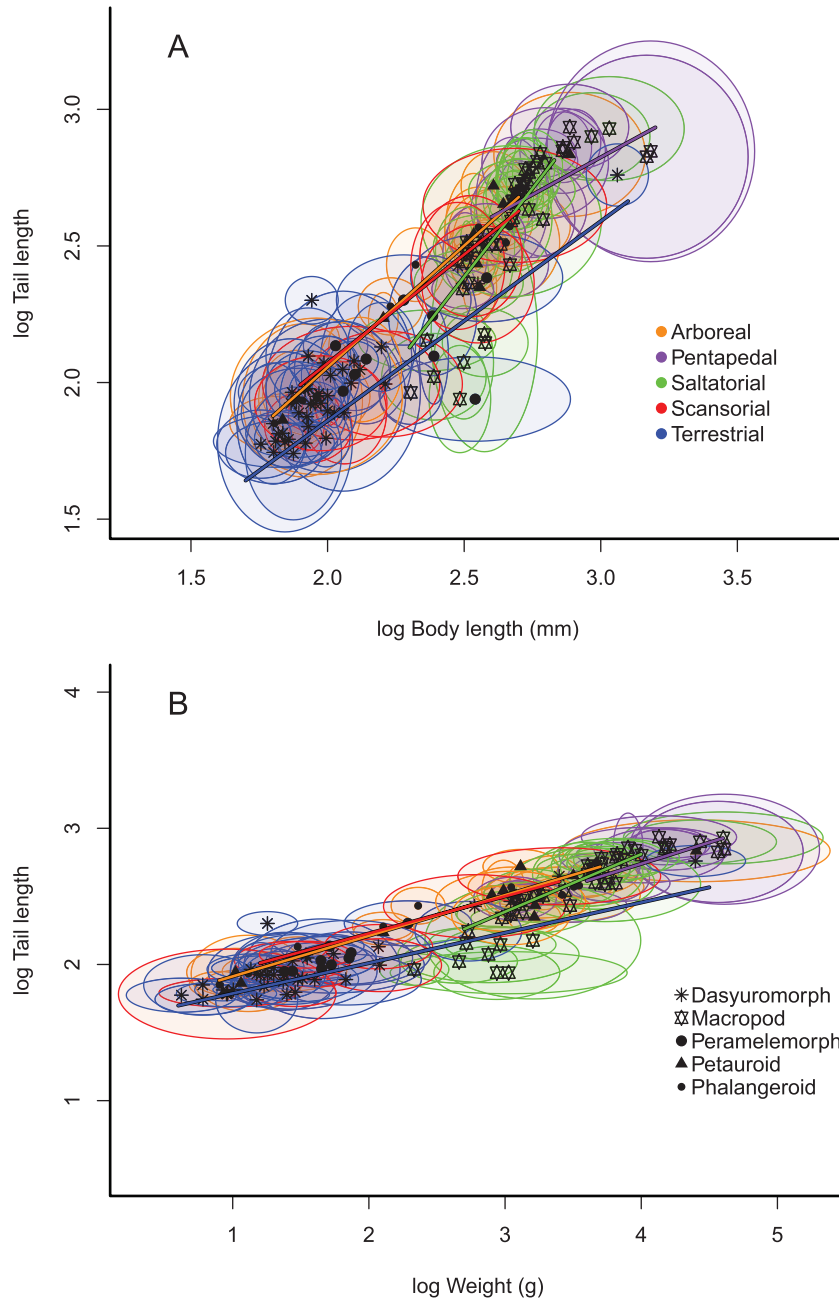 A
3.0
2.5
2.0
1.5
log Tail length
Arboreal
Pentapedal
Saltatorial
Scansorial
Terrestrial
1.5 2.0 2.5 3.0 3.5
log Body length (mm)
B
4
3
2
1
log Tail length
Dasyuromorph
Macropod
Peramelemorph
Petauroid
Phalangeroid
1 2 3 4 5
log Weight (g)